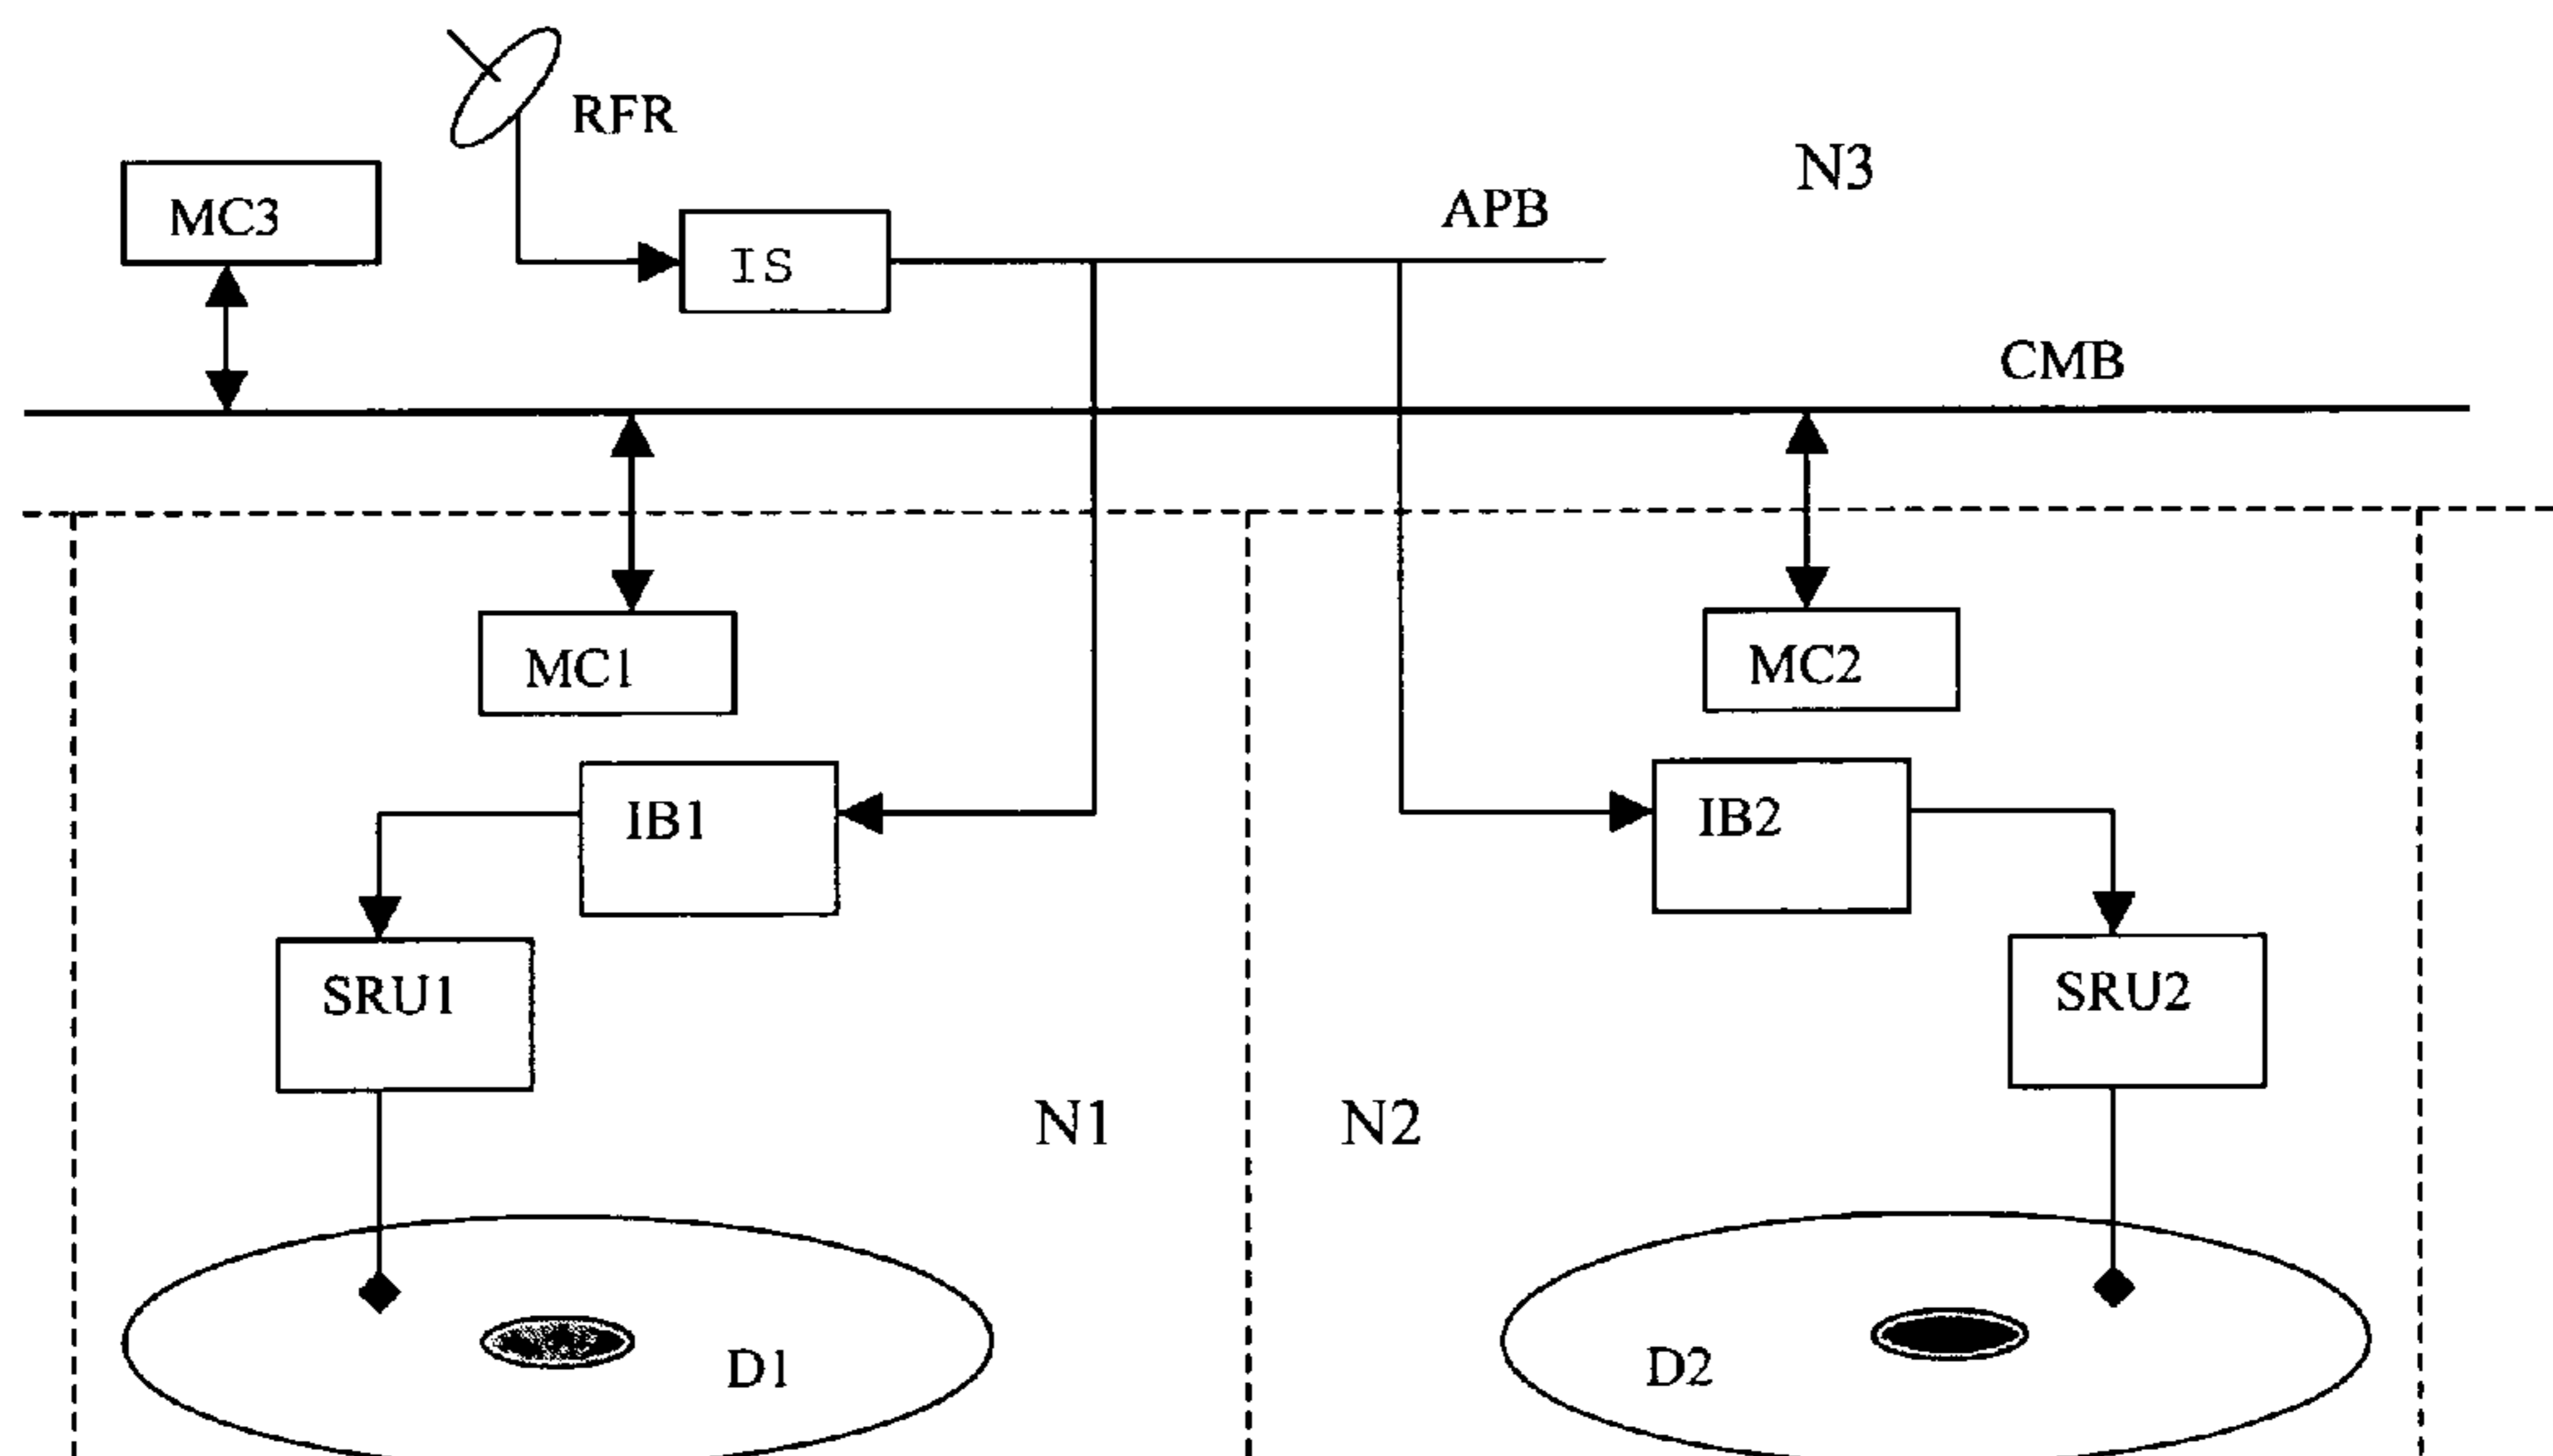 RFR
N3
MC3
APB
IS
CMB
MC1
MC2
IB1
IB2
SRU1
SRU2
N1
N2
D1
D2